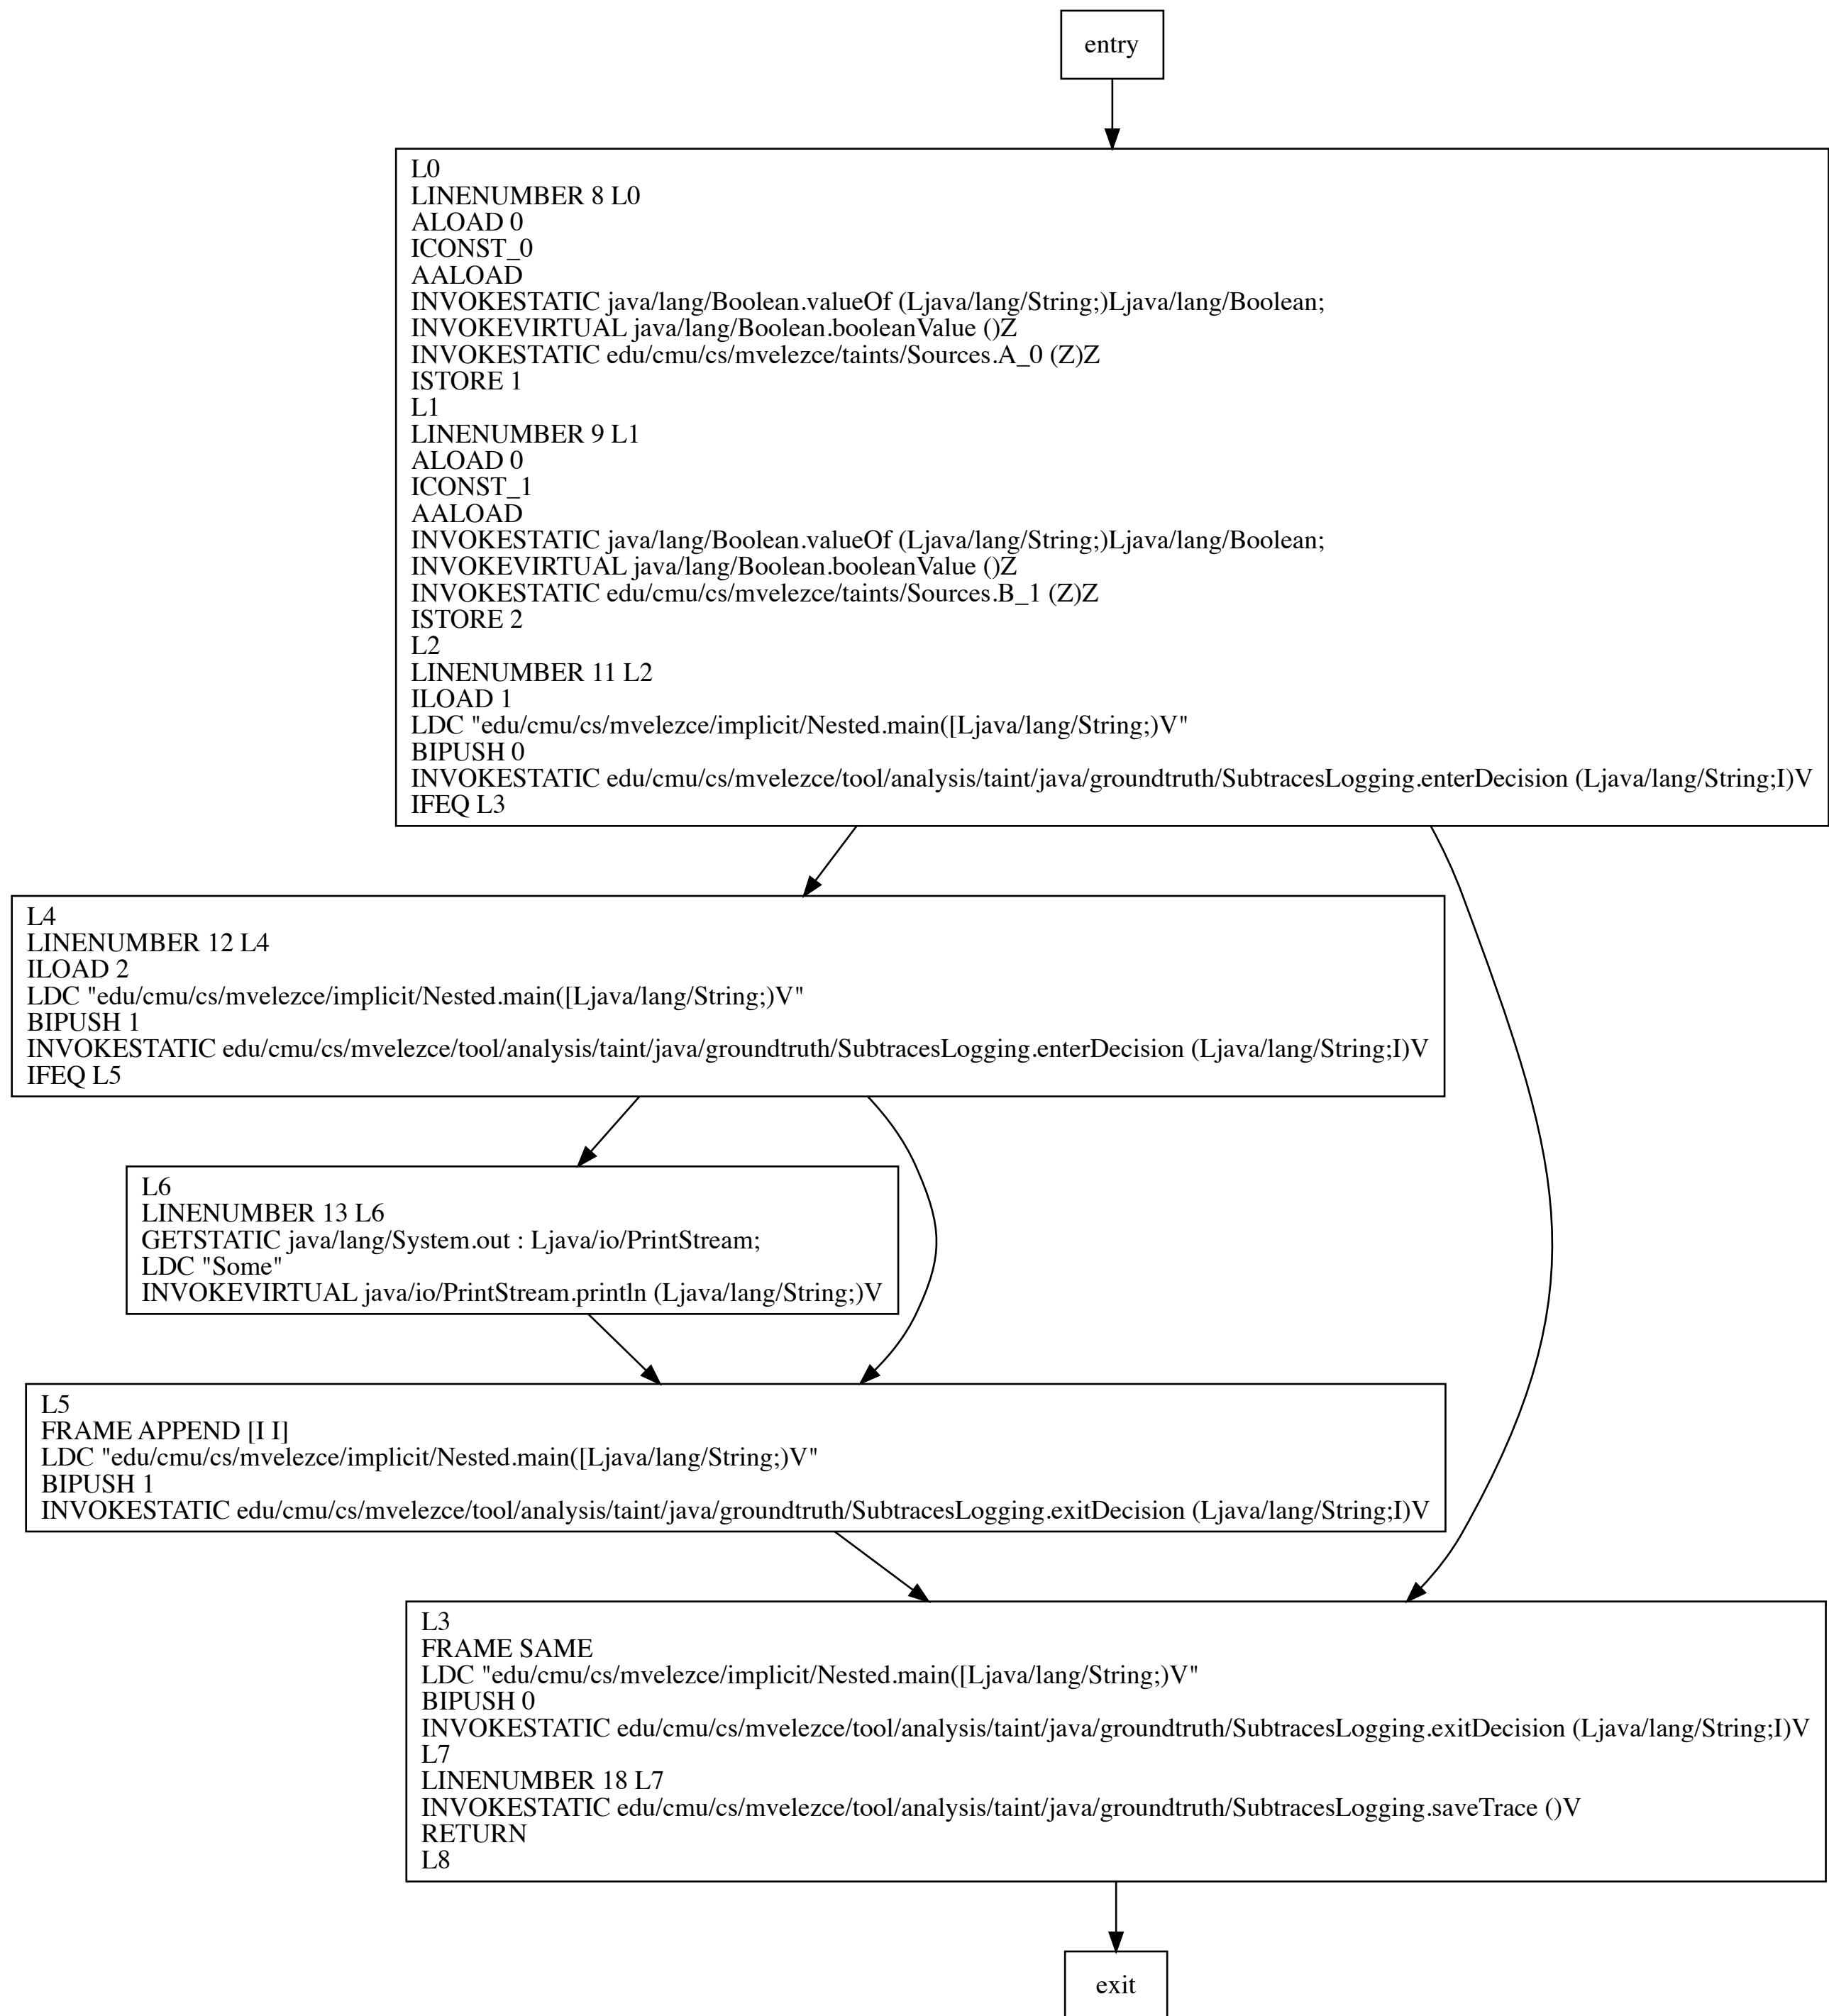 entry
L0
LINENUMBER 8 L0
ALOAD 0
ICONST_0
AALOAD
INVOKESTATIC java/lang/Boolean.valueOf (Ljava/lang/String;)Ljava/lang/Boolean;
INVOKEVIRTUAL java/lang/Boolean.booleanValue ()Z
INVOKESTATIC edu/cmu/cs/mvelezce/taints/Sources.A_0 (Z)Z
ISTORE 1
L1
LINENUMBER 9 L1
ALOAD 0
ICONST_1
AALOAD
INVOKESTATIC java/lang/Boolean.valueOf (Ljava/lang/String;)Ljava/lang/Boolean;
INVOKEVIRTUAL java/lang/Boolean.booleanValue ()Z
INVOKESTATIC edu/cmu/cs/mvelezce/taints/Sources.B_1 (Z)Z
ISTORE 2
L2
LINENUMBER 11 L2
ILOAD 1
LDC "edu/cmu/cs/mvelezce/implicit/Nested.main([Ljava/lang/String;)V"
BIPUSH 0
INVOKESTATIC edu/cmu/cs/mvelezce/tool/analysis/taint/java/groundtruth/SubtracesLogging.enterDecision (Ljava/lang/String;I)V
IFEQ L3
L4
LINENUMBER 12 L4
ILOAD 2
LDC "edu/cmu/cs/mvelezce/implicit/Nested.main([Ljava/lang/String;)V"
BIPUSH 1
INVOKESTATIC edu/cmu/cs/mvelezce/tool/analysis/taint/java/groundtruth/SubtracesLogging.enterDecision (Ljava/lang/String;I)V
IFEQ L5
L6
LINENUMBER 13 L6
GETSTATIC java/lang/System.out : Ljava/io/PrintStream;
LDC "Some"
INVOKEVIRTUAL java/io/PrintStream.println (Ljava/lang/String;)V
L5
FRAME APPEND [I I]
LDC "edu/cmu/cs/mvelezce/implicit/Nested.main([Ljava/lang/String;)V"
BIPUSH 1
INVOKESTATIC edu/cmu/cs/mvelezce/tool/analysis/taint/java/groundtruth/SubtracesLogging.exitDecision (Ljava/lang/String;I)V
L3
FRAME SAME
LDC "edu/cmu/cs/mvelezce/implicit/Nested.main([Ljava/lang/String;)V"
BIPUSH 0
INVOKESTATIC edu/cmu/cs/mvelezce/tool/analysis/taint/java/groundtruth/SubtracesLogging.exitDecision (Ljava/lang/String;I)V
L7
LINENUMBER 18 L7
INVOKESTATIC edu/cmu/cs/mvelezce/tool/analysis/taint/java/groundtruth/SubtracesLogging.saveTrace ()V
RETURN
L8
exit